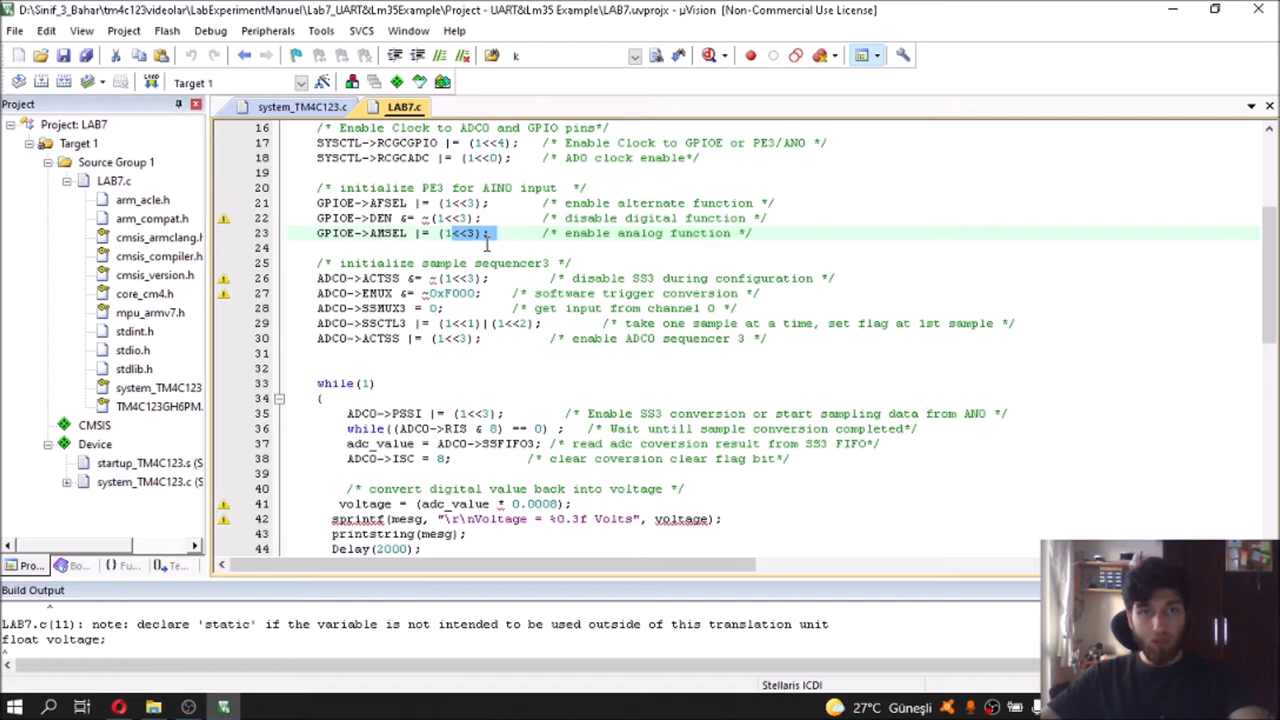 D:\Sinif_3_Bahar\tm4c123videolar\LabExperimentManuel\Lab7_UART&Lm35Example\Project - UART&Lm35 Example\LAB7.uvprojx - µVision [Non-Commercial Use License]
File Edit View Project Flash Debug Peripherals Tools SVCS Window Help
k
Target 1
Project
system_TM4C123.c LAB7.c
Project: LAB7
Target 1
Source Group 1
LAB7.c
arm_acle.h
arm_compat.h
cmsis_armclang.
cmsis_compiler.
cmsis_version.h
core_cm4.h
mpu_armv7.h
stdint.h
stdio.h
stdlib.h
system_TM4C123
TM4C123GH6PM.
CMSIS
Device
startup_TM4C123.s (S
system_TM4C123.c (S
Pro... Bo... {} Fu... Te...
16 /* Enable Clock to ADC0 and GPIO pins*/
17 SYSCTL->RCGCGPIO |= (1<<4); /* Enable Clock to GPIOE or PE3/AN0 */
18 SYSCTL->RCGCADC |= (1<<0); /* AD0 clock enable*/
19
20 /* initialize PE3 for AIN0 input */
21 GPIOE->AFSEL |= (1<<3); /* enable alternate function */
22 GPIOE->DEN &= ~(1<<3); /* disable digital function */
23 GPIOE->AMSEL |= (1<<3); /* enable analog function */
24
25 /* initialize sample sequencer3 */
26 ADC0->ACTSS &= ~(1<<3); /* disable SS3 during configuration */
27 ADC0->EMUX &= ~0xF000; /* software trigger conversion */
28 ADC0->SSMUX3 = 0; /* get input from channel 0 */
29 ADC0->SSCTL3 |= (1<<1)|(1<<2); /* take one sample at a time, set flag at 1st sample */
30 ADC0->ACTSS |= (1<<3); /* enable ADC0 sequencer 3 */
31
32
33 while(1)
34 {
35 ADC0->PSSI |= (1<<3); /* Enable SS3 conversion or start sampling data from AN0 */
36 while((ADC0->RIS & 8) == 0) ; /* Wait untill sample conversion completed*/
37 adc_value = ADC0->SSFIFO3; /* read adc coversion result from SS3 FIFO*/
38 ADC0->ISC = 8; /* clear coversion clear flag bit*/
39
40 /* convert digital value back into voltage */
41 voltage = (adc_value * 0.0008);
42 sprintf(mesg, "\r\nVoltage = %0.3f Volts", voltage);
43 printstring(mesg);
44 Delay(2000);
Build Output
^
LAB7.c(11): note: declare 'static' if the variable is not intended to be used outside of this translation unit
float voltage;
^
Stellaris ICDI
27°C Güneşli